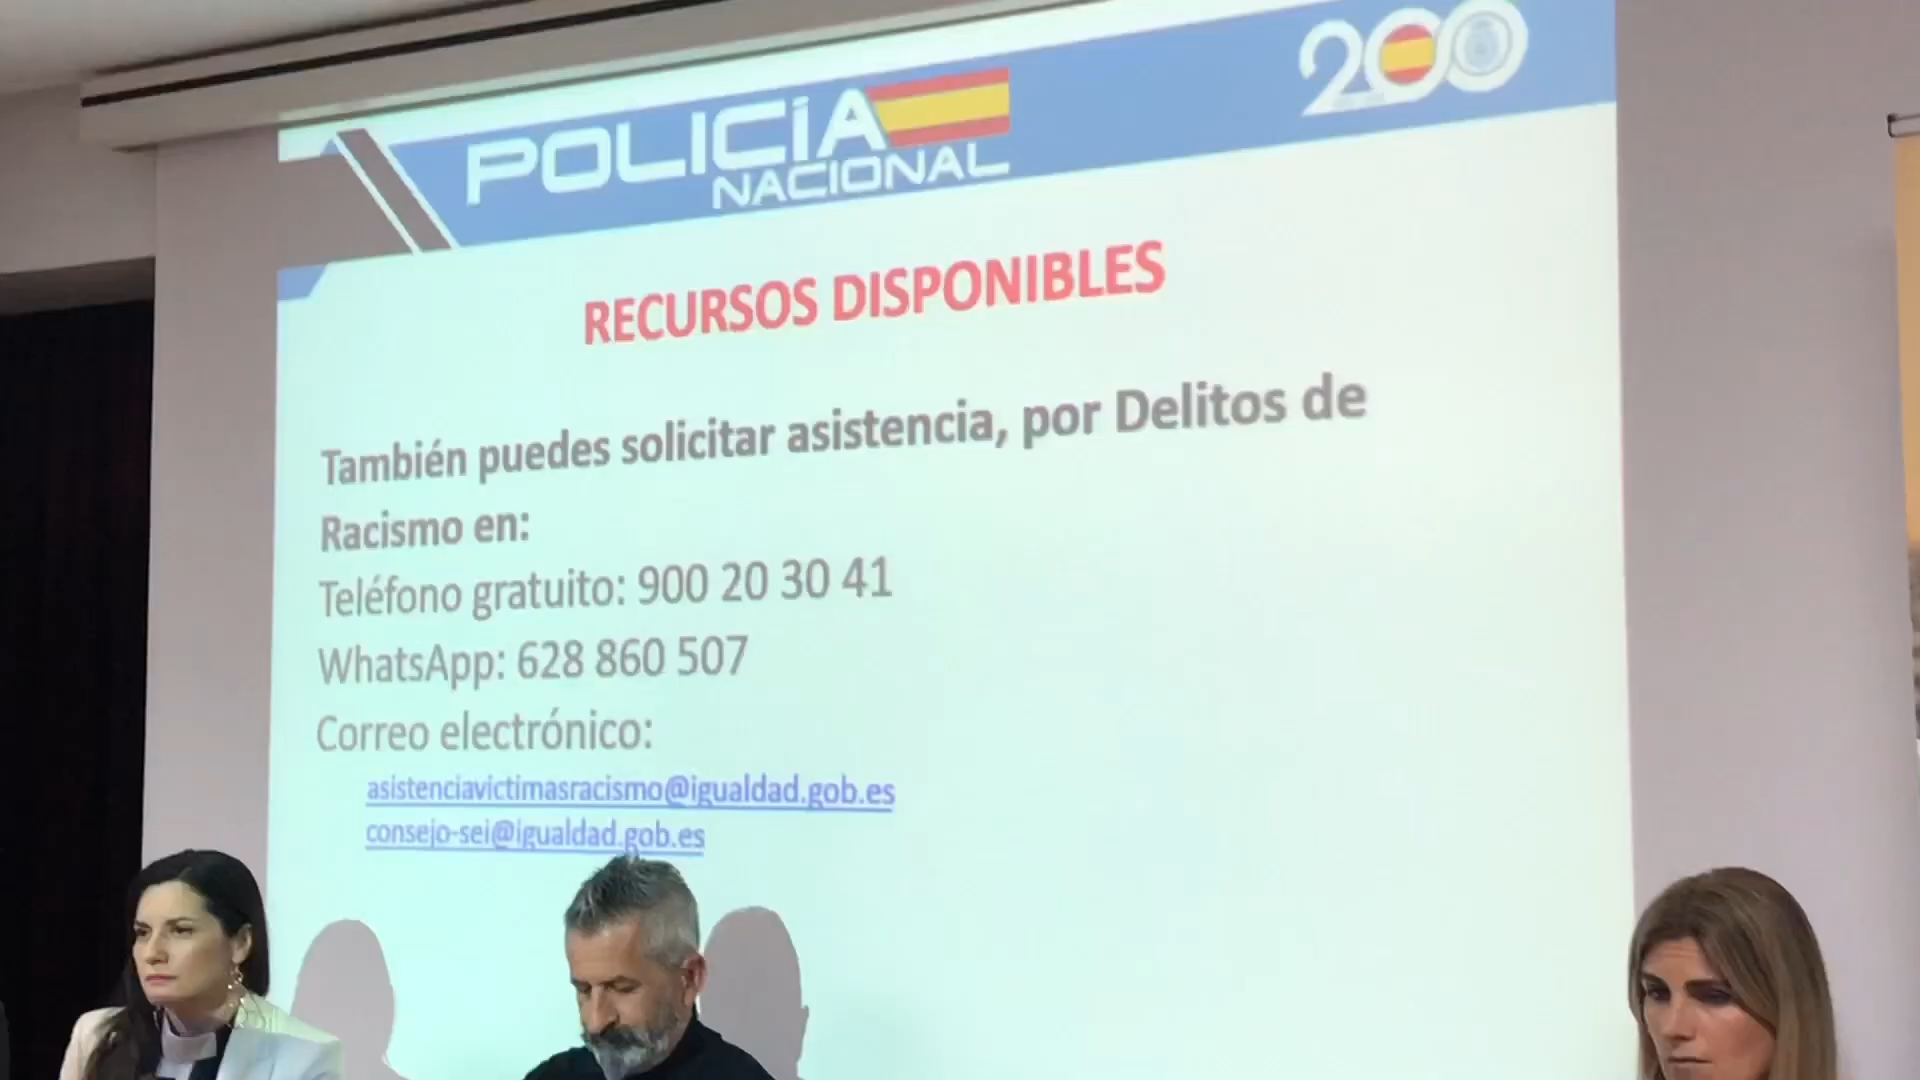 POLICÍA
NACIONAL
200
RECURSOS DISPONIBLES
También puedes solicitar asistencia, por Delitos de
Racismo en:
Teléfono gratuito: 900 20 30 41
WhatsApp: 628 860 507
Correo electrónico:
asistenciavictimasracismo@igualdad.gob.es
consejo-sei@igualdad.gob.es